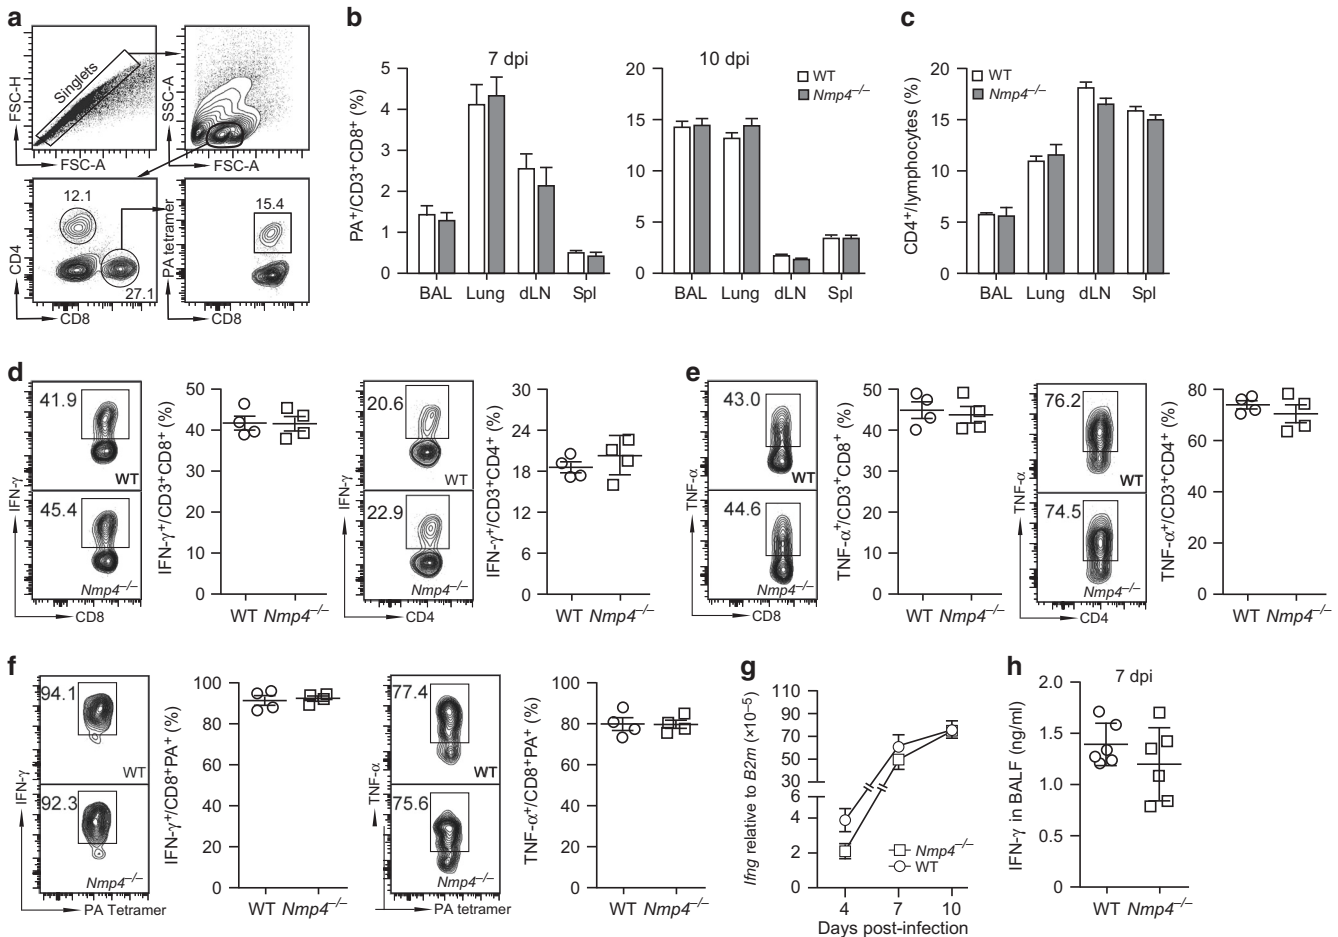 a
FSC-H
Singlets
FSC-A
SSC-A
FSC-A
12.1
CD4
27.1
CD8
15.4
PA tetramer
CD8
b
7 dpi
PA+/CD3+CD8+ (%)
5
4
3
2
1
0
BAL Lung dLN Spl
10 dpi
WT
Nmp4–/–
20
15
10
5
0
BAL Lung dLN Spl
c
WT
Nmp4–/–
CD4+/lymphocytes (%)
20
15
10
5
0
BAL Lung dLN Spl
d
41.9
WT
45.4
Nmp4–/–
IFN-γ
CD8
IFN-γ+/CD3+CD8+ (%)
50
40
30
20
10
0
WT Nmp4–/–
20.6
WT
22.9
Nmp4–/–
IFN-γ
CD4
IFN-γ+/CD3+CD4+ (%)
30
24
18
12
6
0
WT Nmp4–/–
e
43.0
WT
44.6
Nmp4–/–
TNF-α
CD8
TNF-α+/CD3+CD8+ (%)
50
40
30
20
10
0
WT Nmp4–/–
76.2
WT
74.5
Nmp4–/–
TNF-α
CD4
TNF-α+/CD3+CD4+ (%)
80
60
40
20
0
WT Nmp4–/–
f
94.1
WT
92.3
Nmp4–/–
IFN-γ
PA Tetramer
IFN-γ+/CD8+PA+ (%)
100
80
60
40
20
0
WT Nmp4–/–
77.4
WT
75.6
Nmp4–/–
TNF-α
PA tetramer
TNF-α+/CD8+PA+ (%)
100
80
60
40
20
0
WT Nmp4–/–
g
Ifng relative to B2m (×10–5)
110
90
70
50
30
6
4
2
0
Nmp4–/–
WT
4 7 10
Days post-infection
h
7 dpi
IFN-γ in BALF (ng/ml)
2.0
1.5
1.0
0.5
0
WT Nmp4–/–